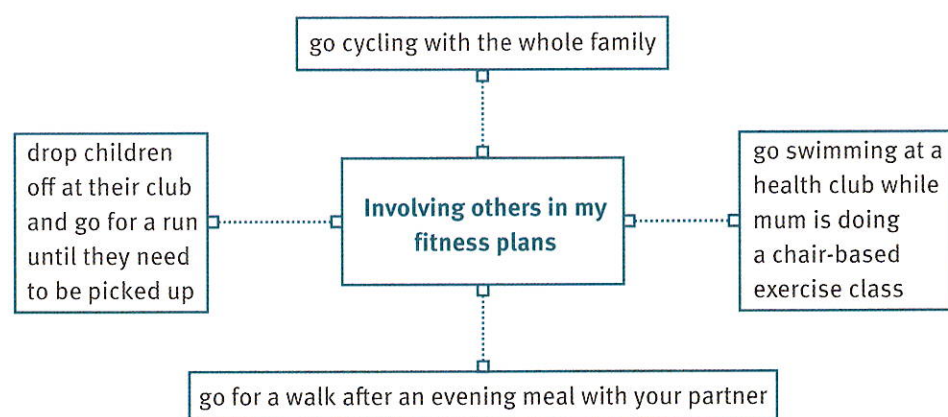 go cycling with the whole family
drop children
off at their club
and go for a run
until they need
to be picked up
Involving others in my
fitness plans
go swimming at a
health club while
mum is doing
a chair-based
exercise class
go for a walk after an evening meal with your partner